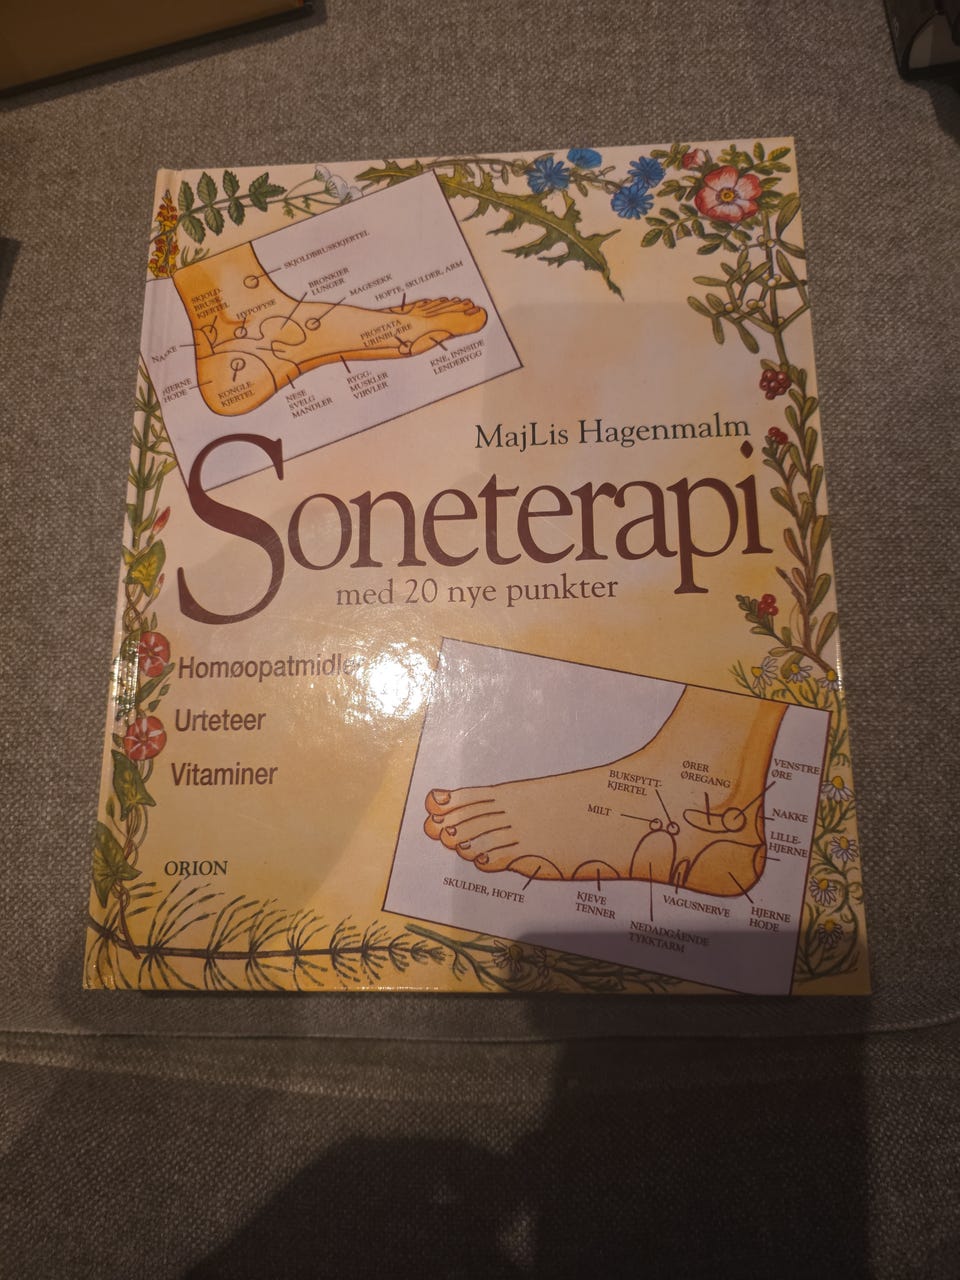 SKJOLDBRUSKKJERTEL
SKJOLD-
BRUSK-
KJERTEL
HYPOFYSE
BRONKIER
LUNGER
MAGESEKK
HOFTE, SKULDER, ARM
NAKKE
HJERNE
HODE
KONGLE-
KJERTEL
NESE
SVELG
MANDLER
RYGG,
MUSKLER
VIRVLER
PROSTATA
URINBLÆRE
KNE, INNSIDE
LENDERYGG
MajLis Hagenmalm
Soneterapi
med 20 nye punkter
Homøopatmidler
Urteteer
Vitaminer
ORION
BUKSPYTT-
KJERTEL
MILT
ØRER
ØREGANG
VENSTRE
ØRE
NAKKE
LILLE-
HJERNE
SKULDER, HOFTE
KJEVE
TENNER
NEDADGÅENDE
TYKKTARM
VAGUSNERVE
HJERNE
HODE